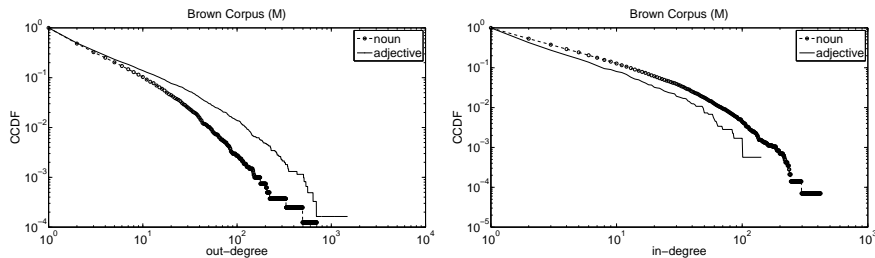 Brown Corpus (M)
10^0
10^-1
10^-2
10^-3
10^-4
CCDF
10^0 10^1 10^2 10^3 10^4
out-degree
noun
adjective
Brown Corpus (M)
10^0
10^-1
10^-2
10^-3
10^-4
10^-5
CCDF
10^0 10^1 10^2 10^3
in-degree
noun
adjective